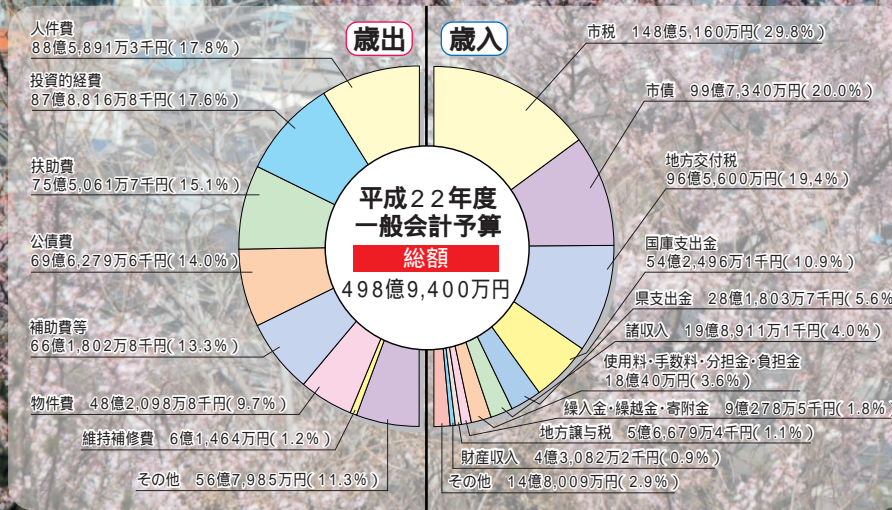 歳出
歳入
人件費
88億5,891万3千円(17.8%)
投資的経費
87億8,816万8千円(17.6%)
扶助費
75億5,061万7千円(15.1%)
公債費
69億6,279万6千円(14.0%)
補助費等
66億1,802万8千円(13.3%)
物件費 48億2,098万8千円(9.7%)
維持補修費 6億1,464万円(1.2%)
その他 56億7,985万円(11.3%)
平成22年度
一般会計予算
総額
498億9,400万円
市税 148億5,160万円(29.8%)
市債 99億7,340万円(20.0%)
地方交付税
96億5,600万円(19,4%)
国庫支出金
54億2,496万1千円(10.9%)
県支出金 28億1,803万7千円(5.6%
諸収入 19億8,911万1千円(4.0%)
使用料・手数料・分担金・負担金
18億40万円(3.6%)
繰入金・繰越金・寄附金 9億278万5千円(1.8%)
地方譲与税 5億6,679万4千円(1.1%)
財産収入 4億3,082万2千円(0.9%)
その他 14億8,009万円(2.9%)